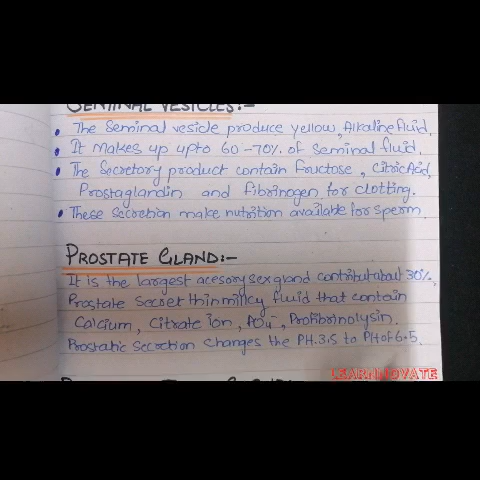 SEMINAL VESICLES:-
• The Seminal vesicle produce yellow, Alkaline fluid.
• It Makes up upto 60-70% of Seminal fluid.
• The Secretory product contain fructose, Citric Acid,
Prostaglandin and fibrinogen for clotting.
• These secretion make nutrition available for sperm.
PROSTATE GLAND:-
It is the largest acesory sex gland contribut about 30%,
Prostate Secret thin milky fluid that contain
Calcium, Citrate ion, PO4-, Profibrinolysin.
Prostatic Secretion changes the PH 3.5 to PH of 6.5.
LEARNNOVATE